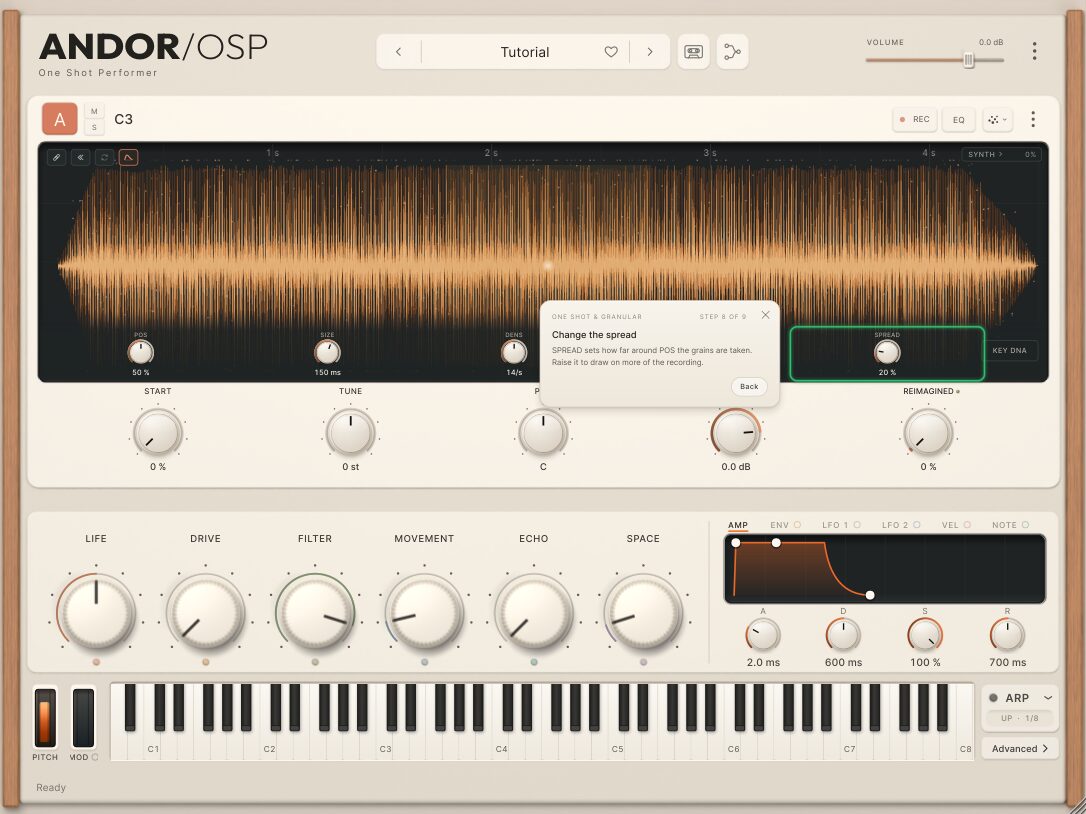 ANDOR/OSP
One Shot Performer
Tutorial
VOLUME 0.0 dB
A
M
S
C3
REC
EQ
1 s 2 s 3 s 4 s
SYNTH > 0%
ONE SHOT & GRANULAR STEP 8 OF 9
Change the spread
SPREAD sets how far around POS the grains are taken.
Raise it to draw on more of the recording.
Back
POS SIZE DENS SPREAD
50 % 150 ms 14/s 20 %
KEY DNA
START TUNE P REIMAGINED
0 % 0 st C 0.0 dB 0 %
LIFE DRIVE FILTER MOVEMENT ECHO SPACE
AMP ENV LFO 1 LFO 2 VEL NOTE
A D S R
2.0 ms 600 ms 100 % 700 ms
PITCH MOD
C1 C2 C3 C4 C5 C6 C7 C8
ARP
UP · 1/8
Advanced >
Ready